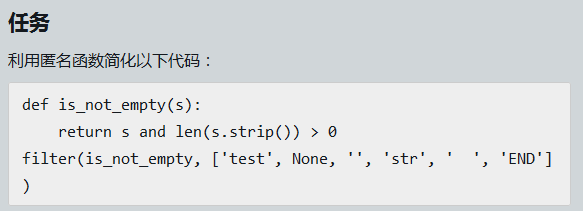 任务
利用匿名函数简化以下代码：
def is_not_empty(s):
    return s and len(s.strip()) > 0
filter(is_not_empty, ['test', None, '', 'str', '  ', 'END']
)